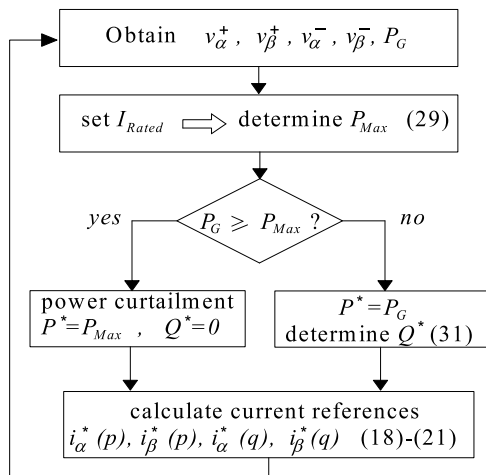 Obtain v_α^+, v_β^+, v_α^-, v_β^-, P_G
set I_Rated ⇒ determine P_Max (29)
P_G ⩾ P_Max ?
yes
no
power curtailment
P^*=P_Max , Q^*=0
P^*=P_G
determine Q^* (31)
calculate current references
i_α^*(p), i_β^*(p), i_α^*(q), i_β^*(q) (18)-(21)